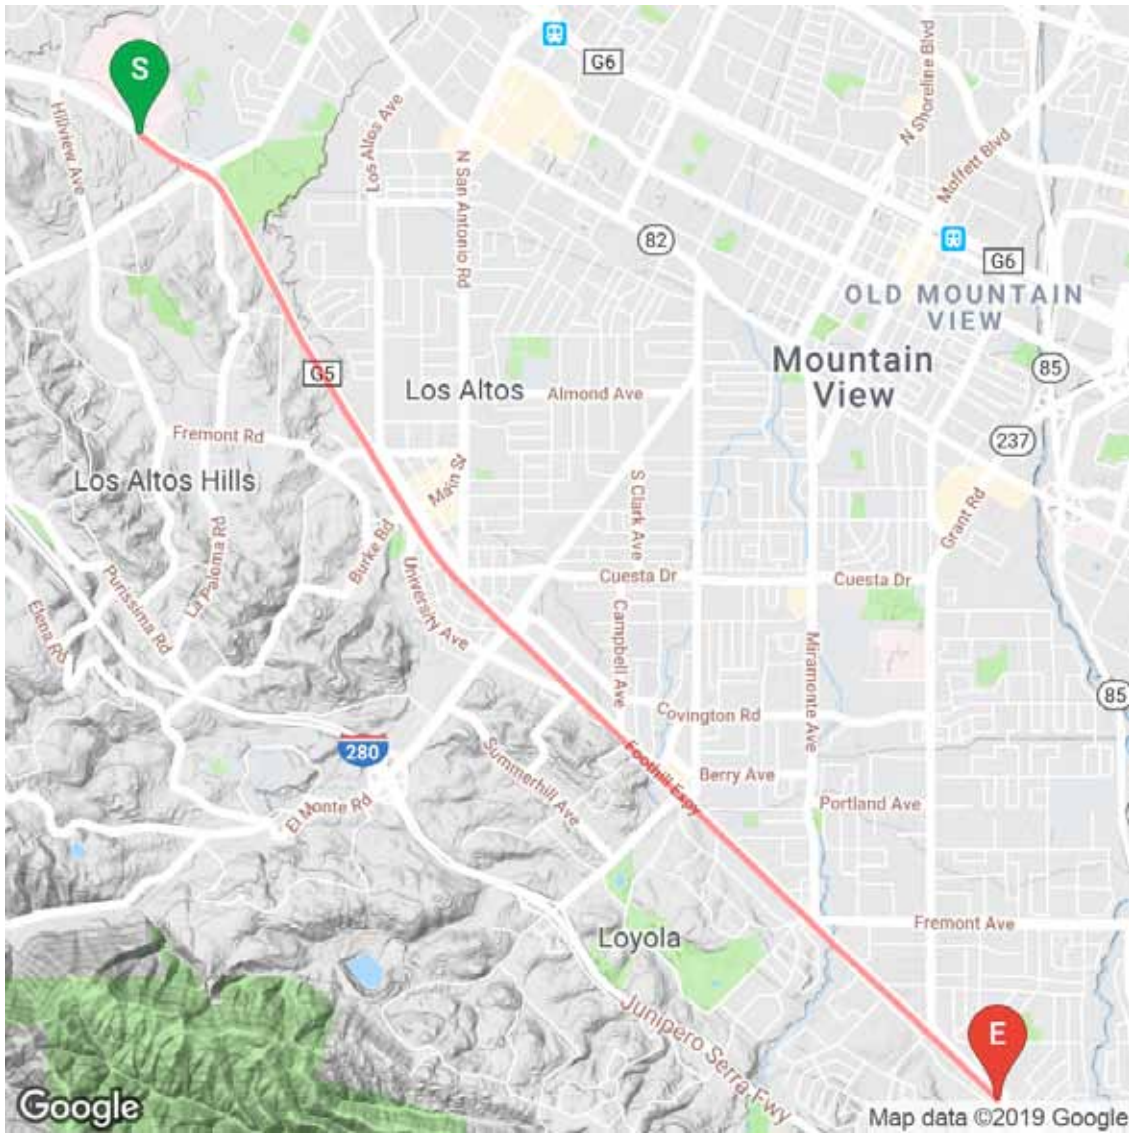 S
G6
N Shoreline Blvd
Hillview Ave
Los Altos Ave
N San Antonio Rd
Moffett Blvd
82
G6
OLD MOUNTAIN
VIEW
G5
Mountain
View
85
Los Altos
Almond Ave
Fremont Rd
237
Main St
Los Altos Hills
S Clark Ave
Grant Rd
Burke Rd
La Paloma Rd
Purissima Rd
Elena Rd
University Ave
Cuesta Dr
Cuesta Dr
Campbell Ave
Miramonte Ave
85
Covington Rd
280
Summerhill Ave
Foothill Expy
Berry Ave
El Monte Rd
Portland Ave
Fremont Ave
Loyola
Junipero Serra Fwy
E
Google
Map data ©2019 Google